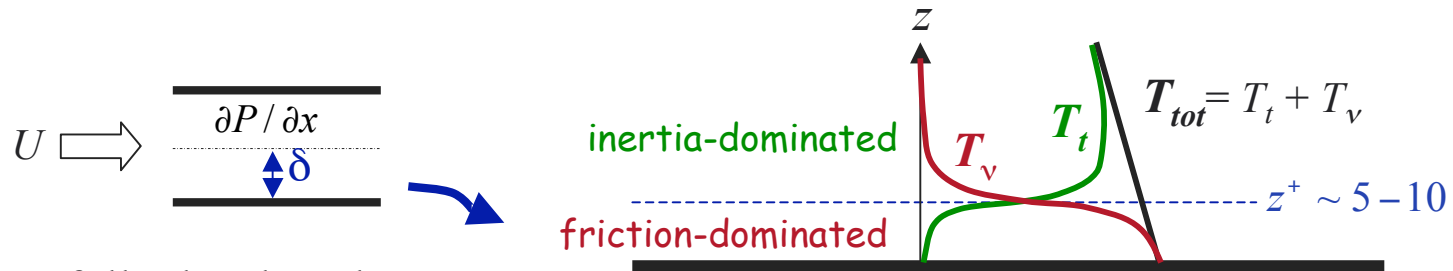 z
∂P / ∂x
U
δ
T_tot = T_t + T_ν
T_t
inertia-dominated
T_ν
z⁺ ~ 5 – 10
friction-dominated